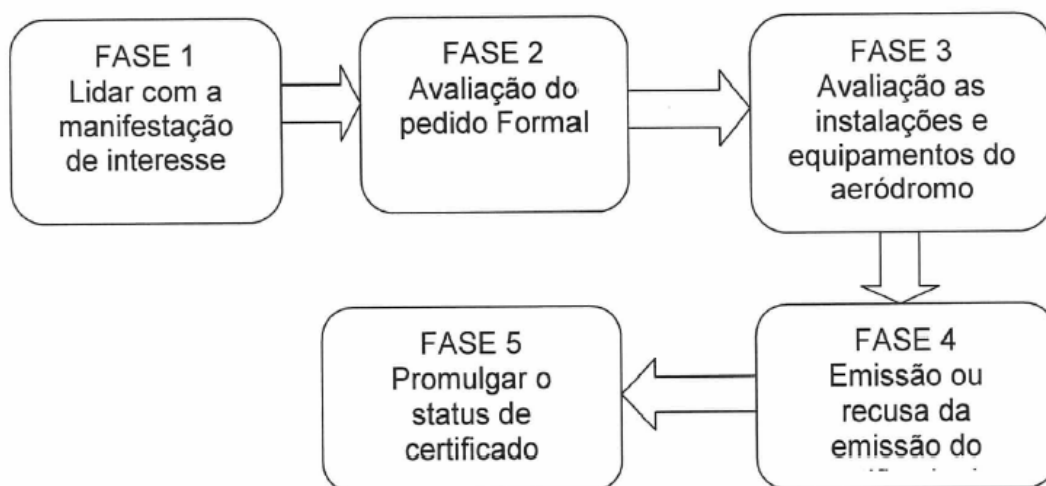 FASE 1
Lidar com a
manifestação
de interesse
FASE 2
Avaliação do
pedido Formal
FASE 3
Avaliação as
instalações e
equipamentos do
aeródromo
FASE 4
Emissão ou
recusa da
emissão do
FASE 5
Promulgar o
status de
certificado